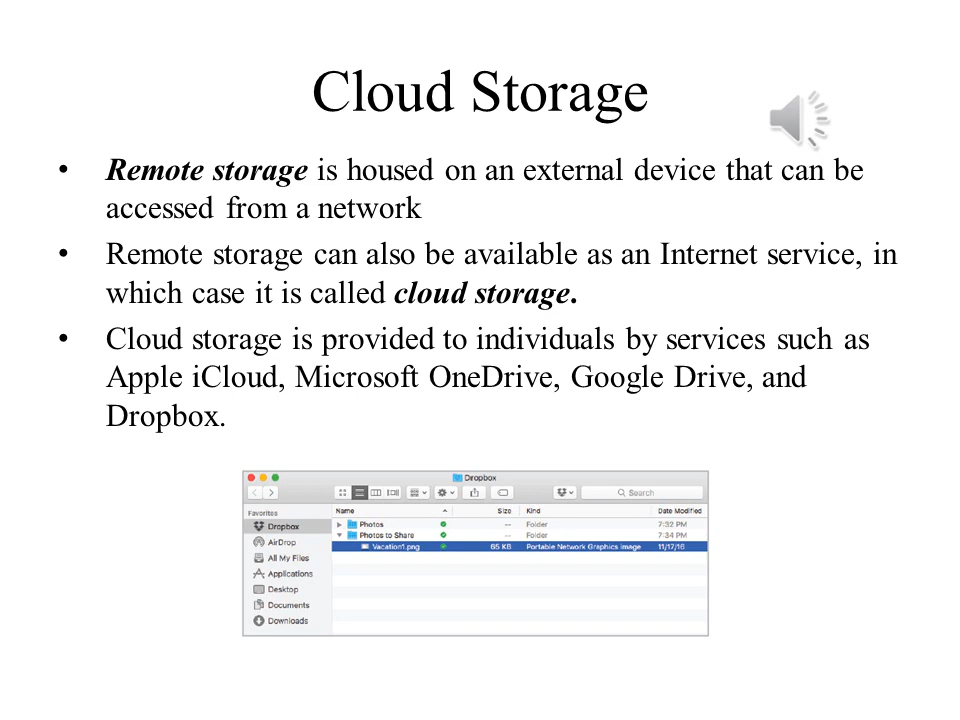 Cloud Storage
• Remote storage is housed on an external device that can be
accessed from a network
• Remote storage can also be available as an Internet service, in
which case it is called cloud storage.
• Cloud storage is provided to individuals by services such as
Apple iCloud, Microsoft OneDrive, Google Drive, and
Dropbox.
Dropbox
Search
Favorites
Dropbox
AirDrop
All My Files
Applications
Desktop
Documents
Downloads
Name Size Kind Date Modified
Photos -- Folder 7:32 PM
Photos to Share -- Folder 7:34 PM
Vacation1.png 65 KB Portable Network Graphics image 11/17/16